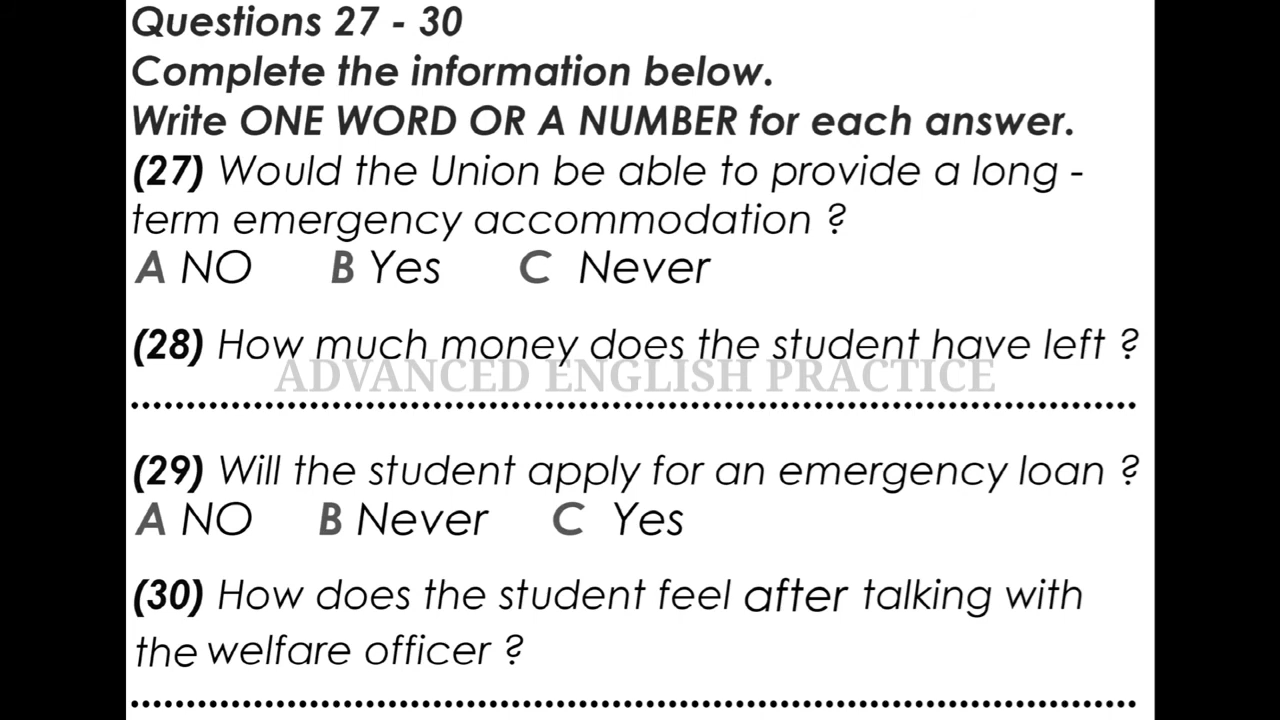 Questions 27 - 30
Complete the information below.
Write ONE WORD OR A NUMBER for each answer.
(27) Would the Union be able to provide a long -
term emergency accommodation ?
A NO B Yes C Never
(28) How much money does the student have left ?
ADVANCED ENGLISH PRACTICE
(29) Will the student apply for an emergency loan ?
A NO B Never C Yes
(30) How does the student feel after talking with
the welfare officer ?